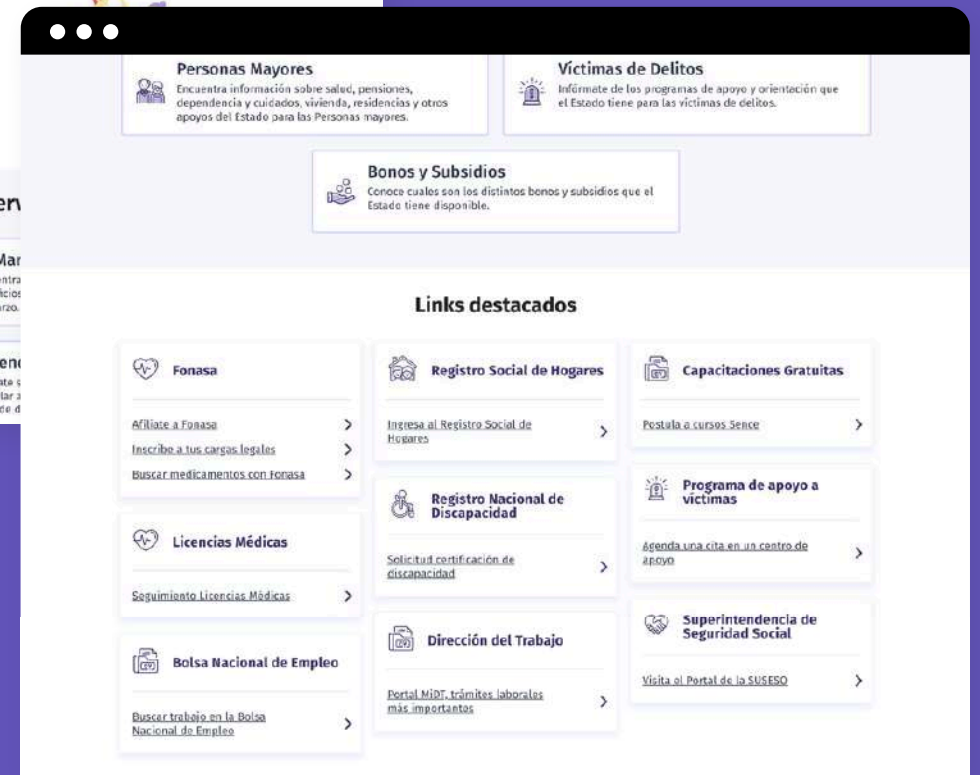 Personas Mayores
Encuentra información sobre salud, pensiones,
dependencia y cuidados, vivienda, residencias y otros
apoyos del Estado para las Personas mayores.
Víctimas de Delitos
Infórmate de los programas de apoyo y orientación que
el Estado tiene para las víctimas de delitos.
Bonos y Subsidios
Conoce cuales son los distintos bonos y subsidios que el
Estado tiene disponible.
Links destacados
Fonasa
Afíliate a Fonasa
Inscribe a tus cargas legales
Buscar medicamentos con Fonasa
Licencias Médicas
Seguimiento Licencias Médicas
Bolsa Nacional de Empleo
Buscar trabajo en la Bolsa
Nacional de Empleo
Registro Social de Hogares
Ingresa al Registro Social de
Hogares
Registro Nacional de
Discapacidad
Solicitud certificación de
discapacidad
Dirección del Trabajo
Portal MiDT, trámites laborales
más importantes
Capacitaciones Gratuitas
Postula a cursos Sence
Programa de apoyo a
víctimas
Agenda una cita en un centro de
apoyo
Superintendencia de
Seguridad Social
Visita el Portal de la SUSESO